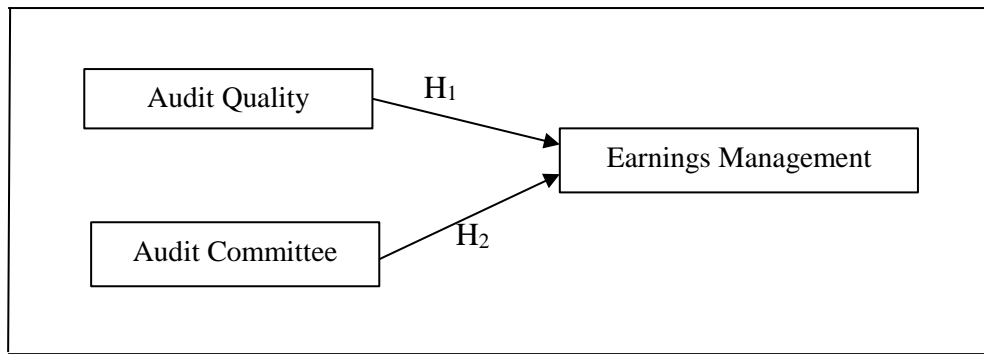 Audit Quality
H₁
Earnings Management
Audit Committee
H₂